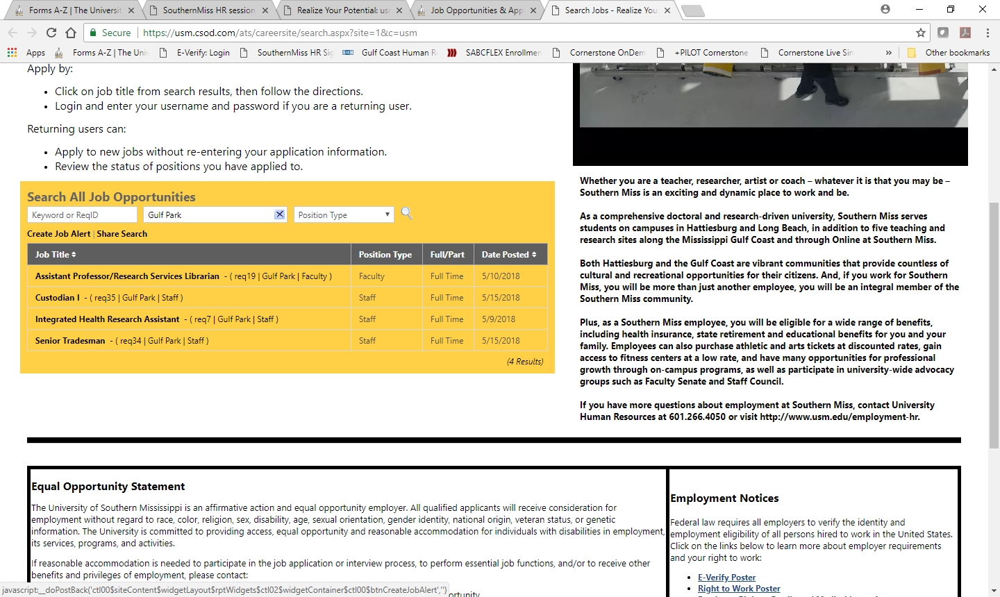 Forms A-Z | The Universit
SouthernMiss HR session
Realize Your Potential: us
Job Opportunities & App
Search Jobs - Realize You
Secure
https://usm.csod.com/ats/careersite/search.aspx?site=1&c=usm
Apps
Forms A-Z | The Uni
E-Verify: Login
SouthernMiss HR Sig
Gulf Coast Human R
SABCFLEX Enrollmen
Cornerstone OnDem
+PILOT Cornerstone
Cornerstone Live Sin
»
Other bookmarks
Apply by:
• Click on job title from search results, then follow the directions.
• Login and enter your username and password if you are a returning user.
Returning users can:
• Apply to new jobs without re-entering your application information.
• Review the status of positions you have applied to.
Search All Job Opportunities
Keyword or ReqID
Gulf Park
Position Type
Create Job Alert | Share Search
Job Title Position Type Full/Part Date Posted
Assistant Professor/Research Services Librarian - ( req19 | Gulf Park | Faculty ) Faculty Full Time 5/10/2018
Custodian I - ( req35 | Gulf Park | Staff ) Staff Full Time 5/15/2018
Integrated Health Research Assistant - ( req7 | Gulf Park | Staff ) Staff Full Time 5/9/2018
Senior Tradesman - ( req34 | Gulf Park | Staff ) Staff Full Time 5/15/2018
(4 Results)
Whether you are a teacher, researcher, artist or coach – whatever it is that you may be –
Southern Miss is an exciting and dynamic place to work and be.
As a comprehensive doctoral and research-driven university, Southern Miss serves
students on campuses in Hattiesburg and Long Beach, in addition to five teaching and
research sites along the Mississippi Gulf Coast and through Online at Southern Miss.
Both Hattiesburg and the Gulf Coast are vibrant communities that provide countless of
cultural and recreational opportunities for their citizens. And, if you work for Southern
Miss, you will be more than just another employee, you will be an integral member of the
Southern Miss community.
Plus, as a Southern Miss employee, you will be eligible for a wide range of benefits,
including health insurance, state retirement and educational benefits for you and your
family. Employees can also purchase athletic and arts tickets at discounted rates, gain
access to fitness centers at a low rate, and have many opportunities for professional
growth through on-campus programs, as well as participate in university-wide advocacy
groups such as Faculty Senate and Staff Council.
If you have more questions about employment at Southern Miss, contact University
Human Resources at 601.266.4050 or visit http://www.usm.edu/employment-hr.
Equal Opportunity Statement
The University of Southern Mississippi is an affirmative action and equal opportunity employer. All qualified applicants will receive consideration for
employment without regard to race, color, religion, sex, disability, age, sexual orientation, gender identity, national origin, veteran status, or genetic
information. The University is committed to providing access, equal opportunity and reasonable accommodation for individuals with disabilities in employment,
its services, programs, and activities.
If reasonable accommodation is needed to participate in the job application or interview process, to perform essential job functions, and/or to receive other
benefits and privileges of employment, please contact:
Employment Notices
Federal law requires all employers to verify the identity and
employment eligibility of all persons hired to work in the United States.
Click on the links below to learn more about employer requirements
and your right to work:
• E-Verify Poster
• Right to Work Poster
javascript:__doPostBack('ctl00$siteContent$widgetLayout$rptWidgets$ctl02$widgetContainer$ctl00$btnCreateJobAlert','')